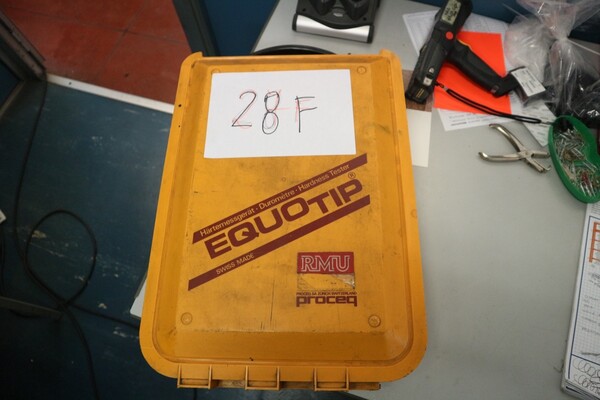 28F
Härtemessgerät · Duromètre · Hardness Tester
EQUOTIP®
SWISS MADE
RMU
proceq